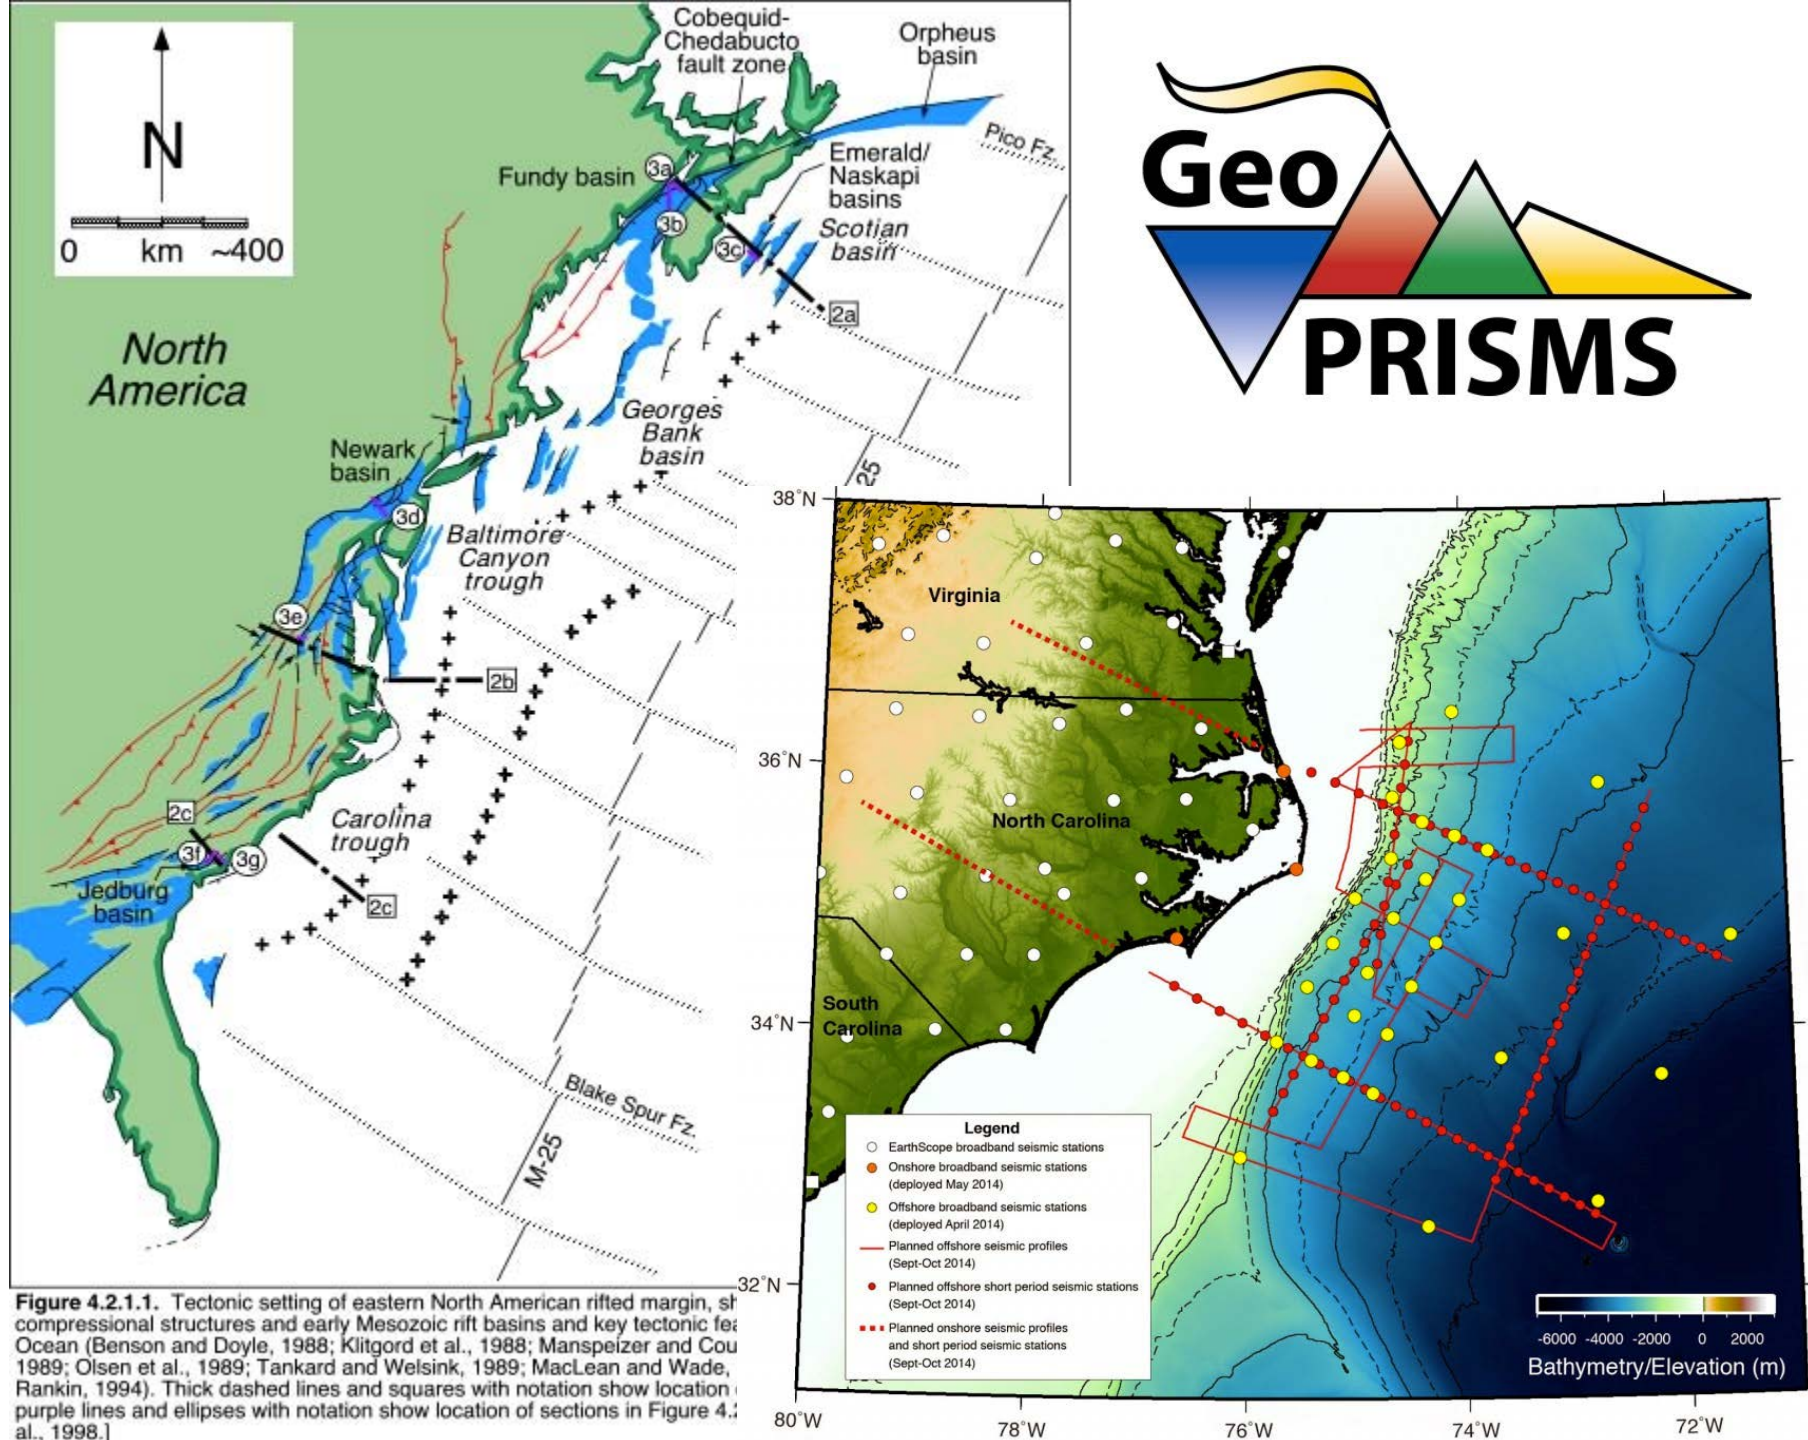 Cobequid-
Chedabucto
fault zone
Orpheus
basin
N
0 km ~400
Pico Fz.
Emerald/
Naskapi
basins
Fundy basin
3a
3b
3c
Scotian
basin
2a
North
America
Georges
Bank
basin
25
Newark
basin
3d
Baltimore
Canyon
trough
3e
2b
2c
Carolina
trough
3f
3g
2c
Jedburg
basin
Blake Spur Fz.
M-25
Figure 4.2.1.1. Tectonic setting of eastern North American rifted margin, sh
compressional structures and early Mesozoic rift basins and key tectonic fea
Ocean (Benson and Doyle, 1988; Klitgord et al., 1988; Manspeizer and Cou
1989; Olsen et al., 1989; Tankard and Welsink, 1989; MacLean and Wade,
Rankin, 1994). Thick dashed lines and squares with notation show location
purple lines and ellipses with notation show location of sections in Figure 4.2
al., 1998.]
Geo
PRISMS
38°N
36°N
34°N
32°N
Virginia
North Carolina
South
Carolina
Legend
EarthScope broadband seismic stations
Onshore broadband seismic stations
(deployed May 2014)
Offshore broadband seismic stations
(deployed April 2014)
Planned offshore seismic profiles
(Sept-Oct 2014)
Planned offshore short period seismic stations
(Sept-Oct 2014)
Planned onshore seismic profiles
and short period seismic stations
(Sept-Oct 2014)
-6000 -4000 -2000 0 2000
Bathymetry/Elevation (m)
80°W 78°W 76°W 74°W 72°W